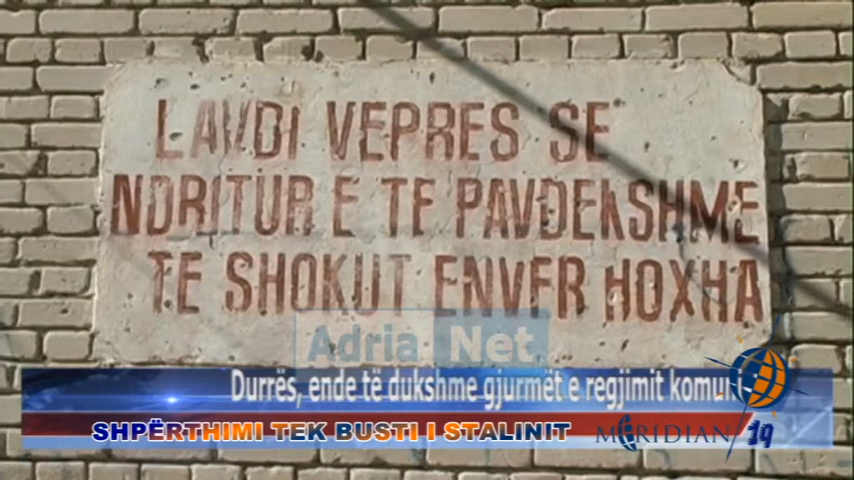 LAVDI VEPRES SE
NDRITUR E TE PAVDEKSHME
TE SHOKUT ENVER HOXHA
Adria Net
Durrës, ende të dukshme gjurmët e regjimit komu
SHPËRTHIMI TEK BUSTI I STALINIT
MERIDIAN 19